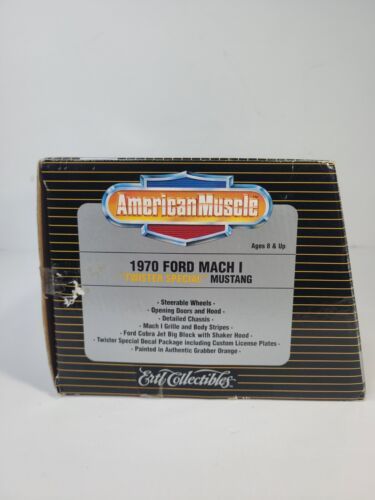 AmericanMuscle
Ages 8 & Up
1970 FORD MACH I
"TWISTER SPECIAL" MUSTANG
- Steerable Wheels -
- Opening Doors and Hood -
- Detailed Chassis -
- Mach I Grille and Body Stripes -
- Ford Cobra Jet Big Block with Shaker Hood -
- Twister Special Decal Package including Custom License Plates -
- Painted in Authentic Grabber Orange -
Ertl Collectibles